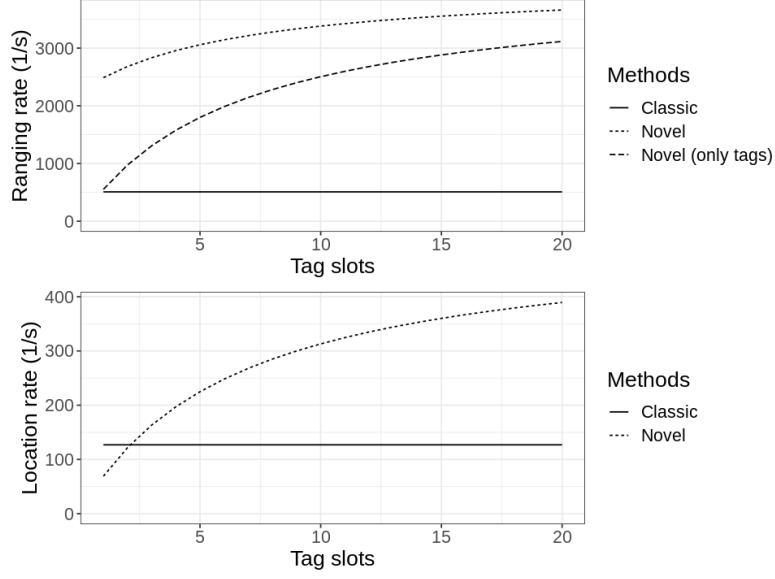 Ranging rate (1/s)
3000
2000
1000
0
5 10 15 20
Tag slots
Methods
Classic
Novel
Novel (only tags)
Location rate (1/s)
400
300
200
100
0
5 10 15 20
Tag slots
Methods
Classic
Novel